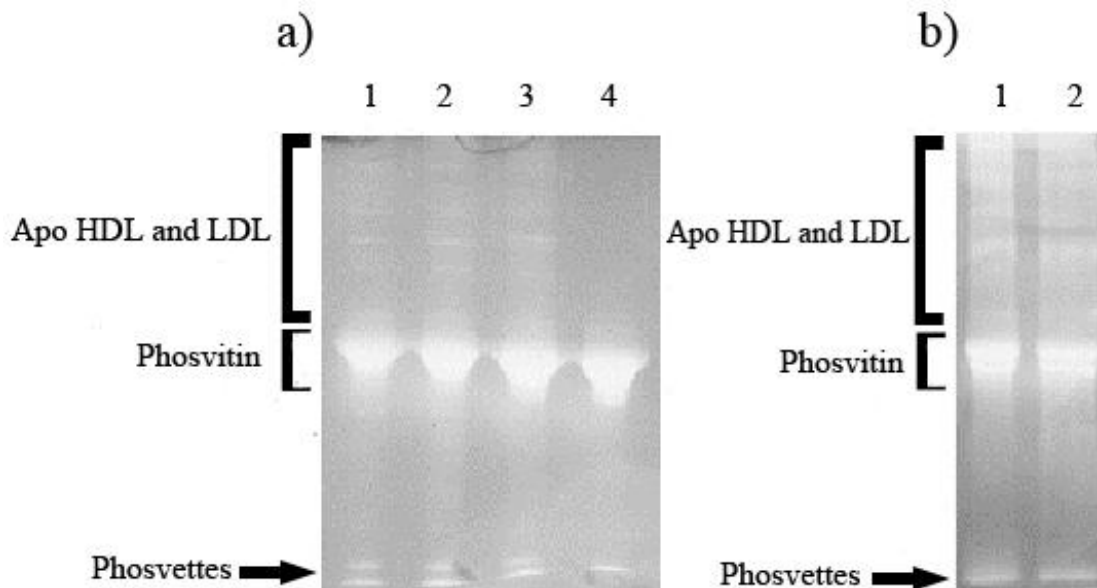 a)
1 2 3 4
Apo HDL and LDL
Phosvitin
Phosvettes
b)
1 2
Apo HDL and LDL
Phosvitin
Phosvettes